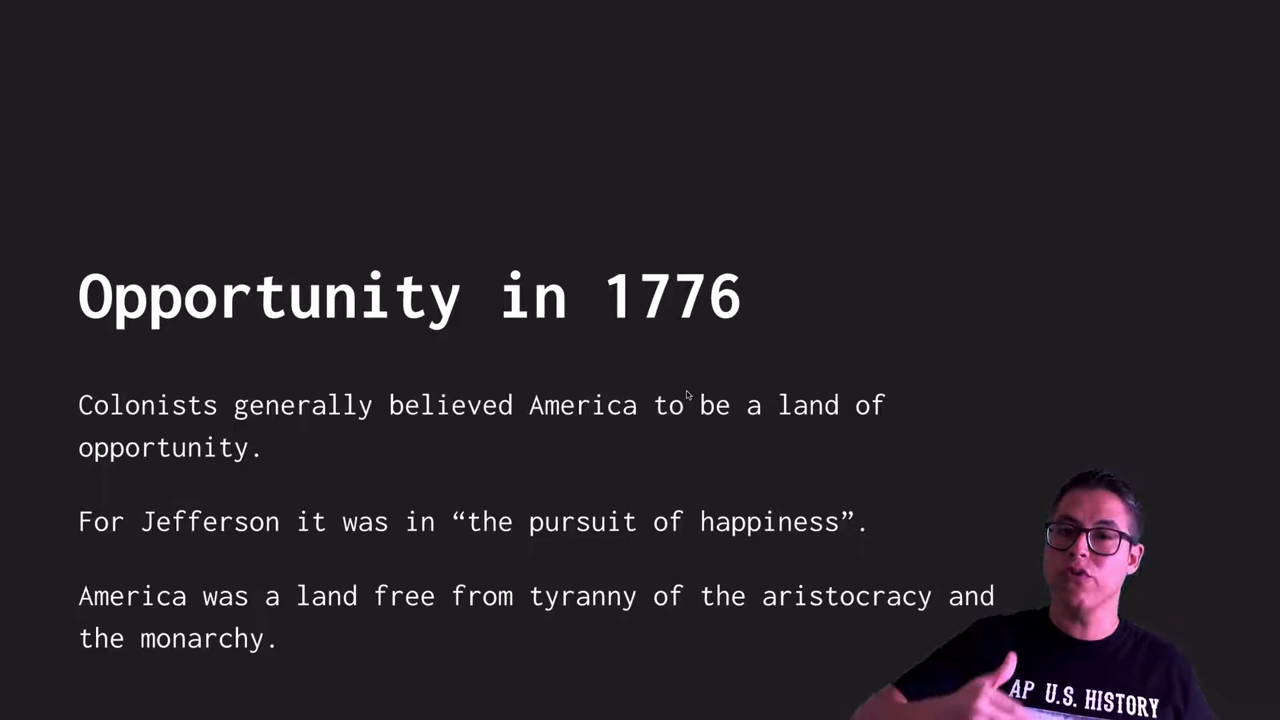 Opportunity in 1776
Colonists generally believed America to be a land of
opportunity.
For Jefferson it was in “the pursuit of happiness”.
America was a land free from tyranny of the aristocracy and
the monarchy.
AP U.S. HISTORY